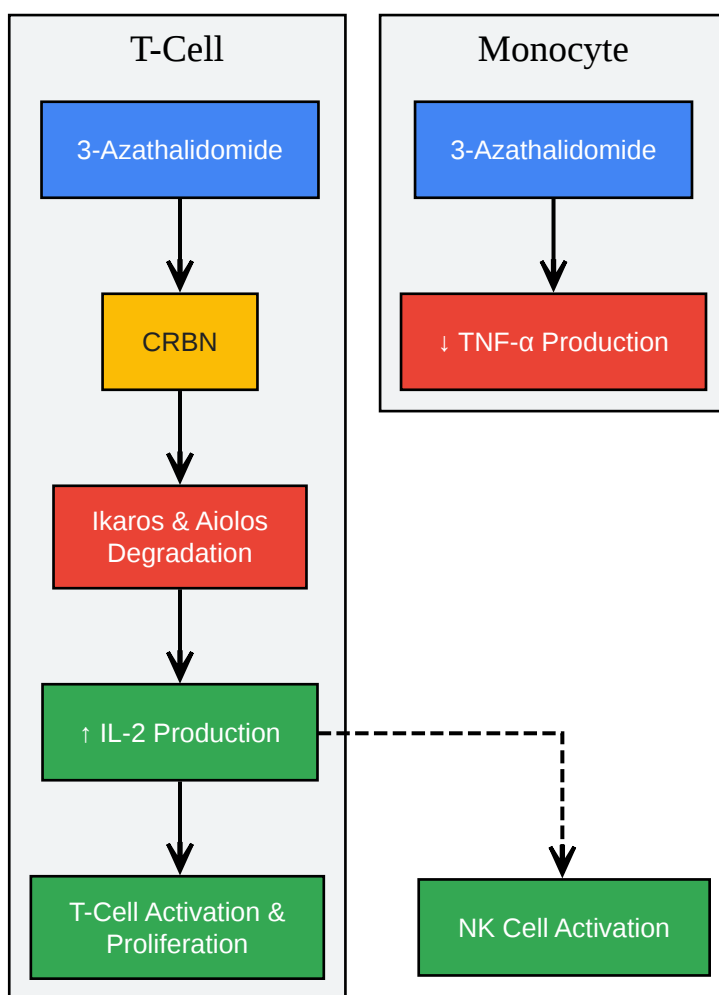 T-Cell
3-Azathalidomide
CRBN
Ikaros & Aiolos
Degradation
↑ IL-2 Production
T-Cell Activation &
Proliferation
Monocyte
3-Azathalidomide
↓ TNF-α Production
NK Cell Activation